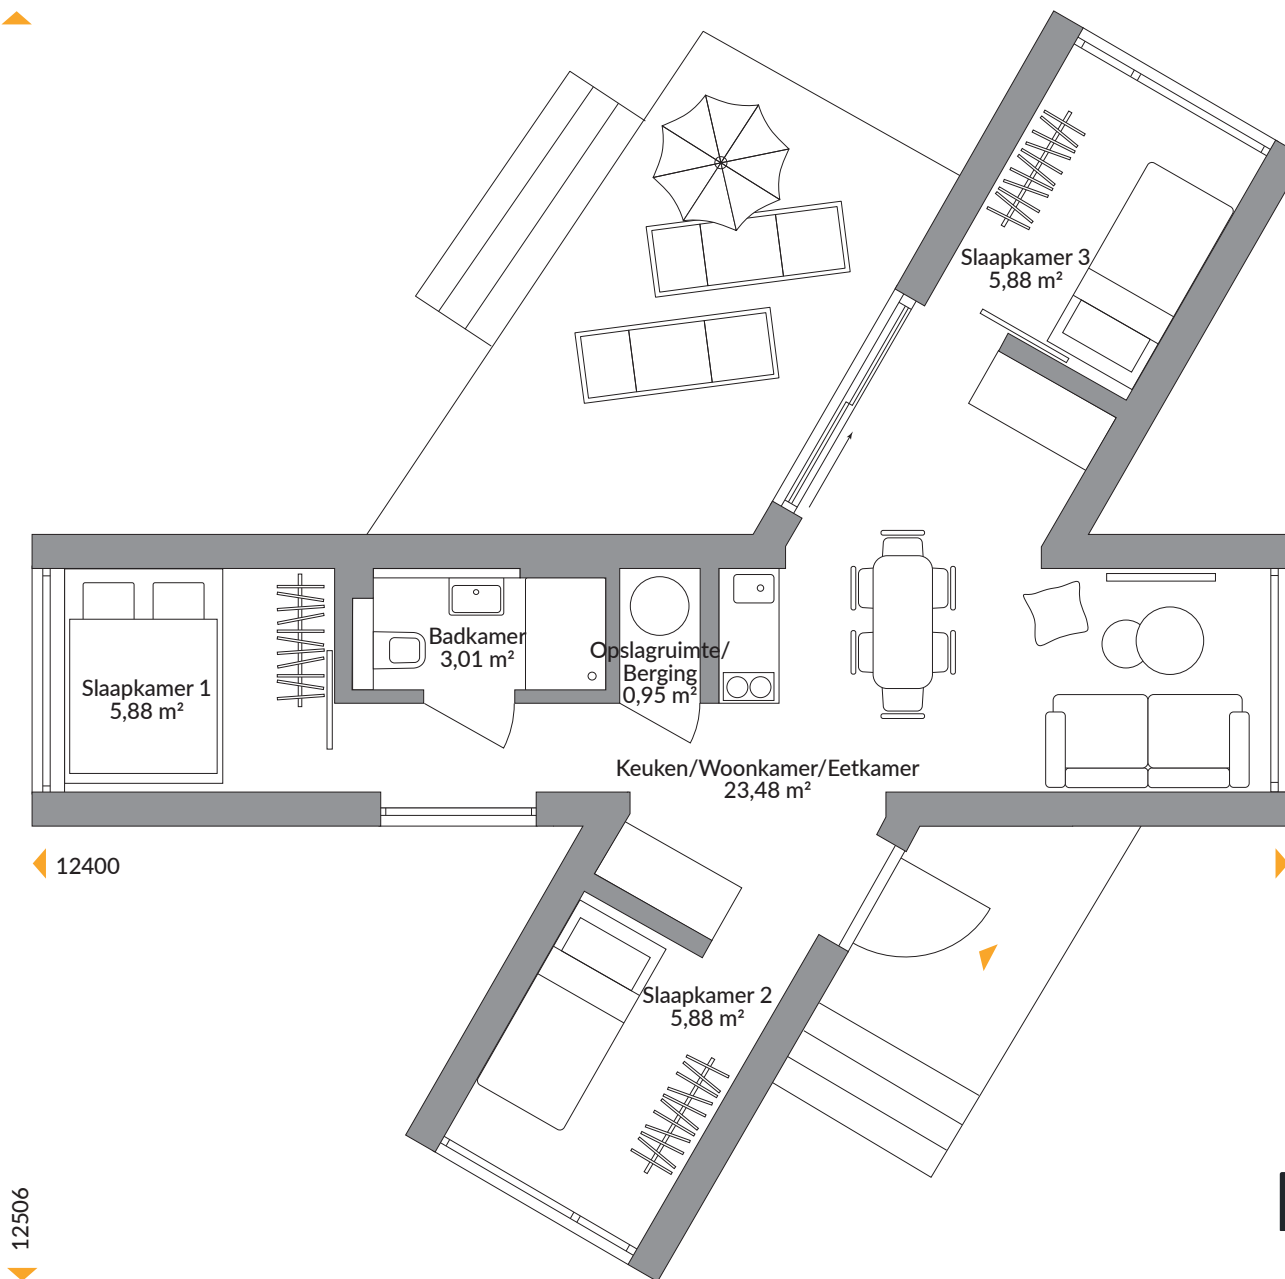 Slaapkamer 3
5,88 m²
Badkamer
3,01 m²
Opslagruimte/
Berging
0,95 m²
Slaapkamer 1
5,88 m²
Keuken/Woonkamer/Eetkamer
23,48 m²
12400
Slaapkamer 2
5,88 m²
12506